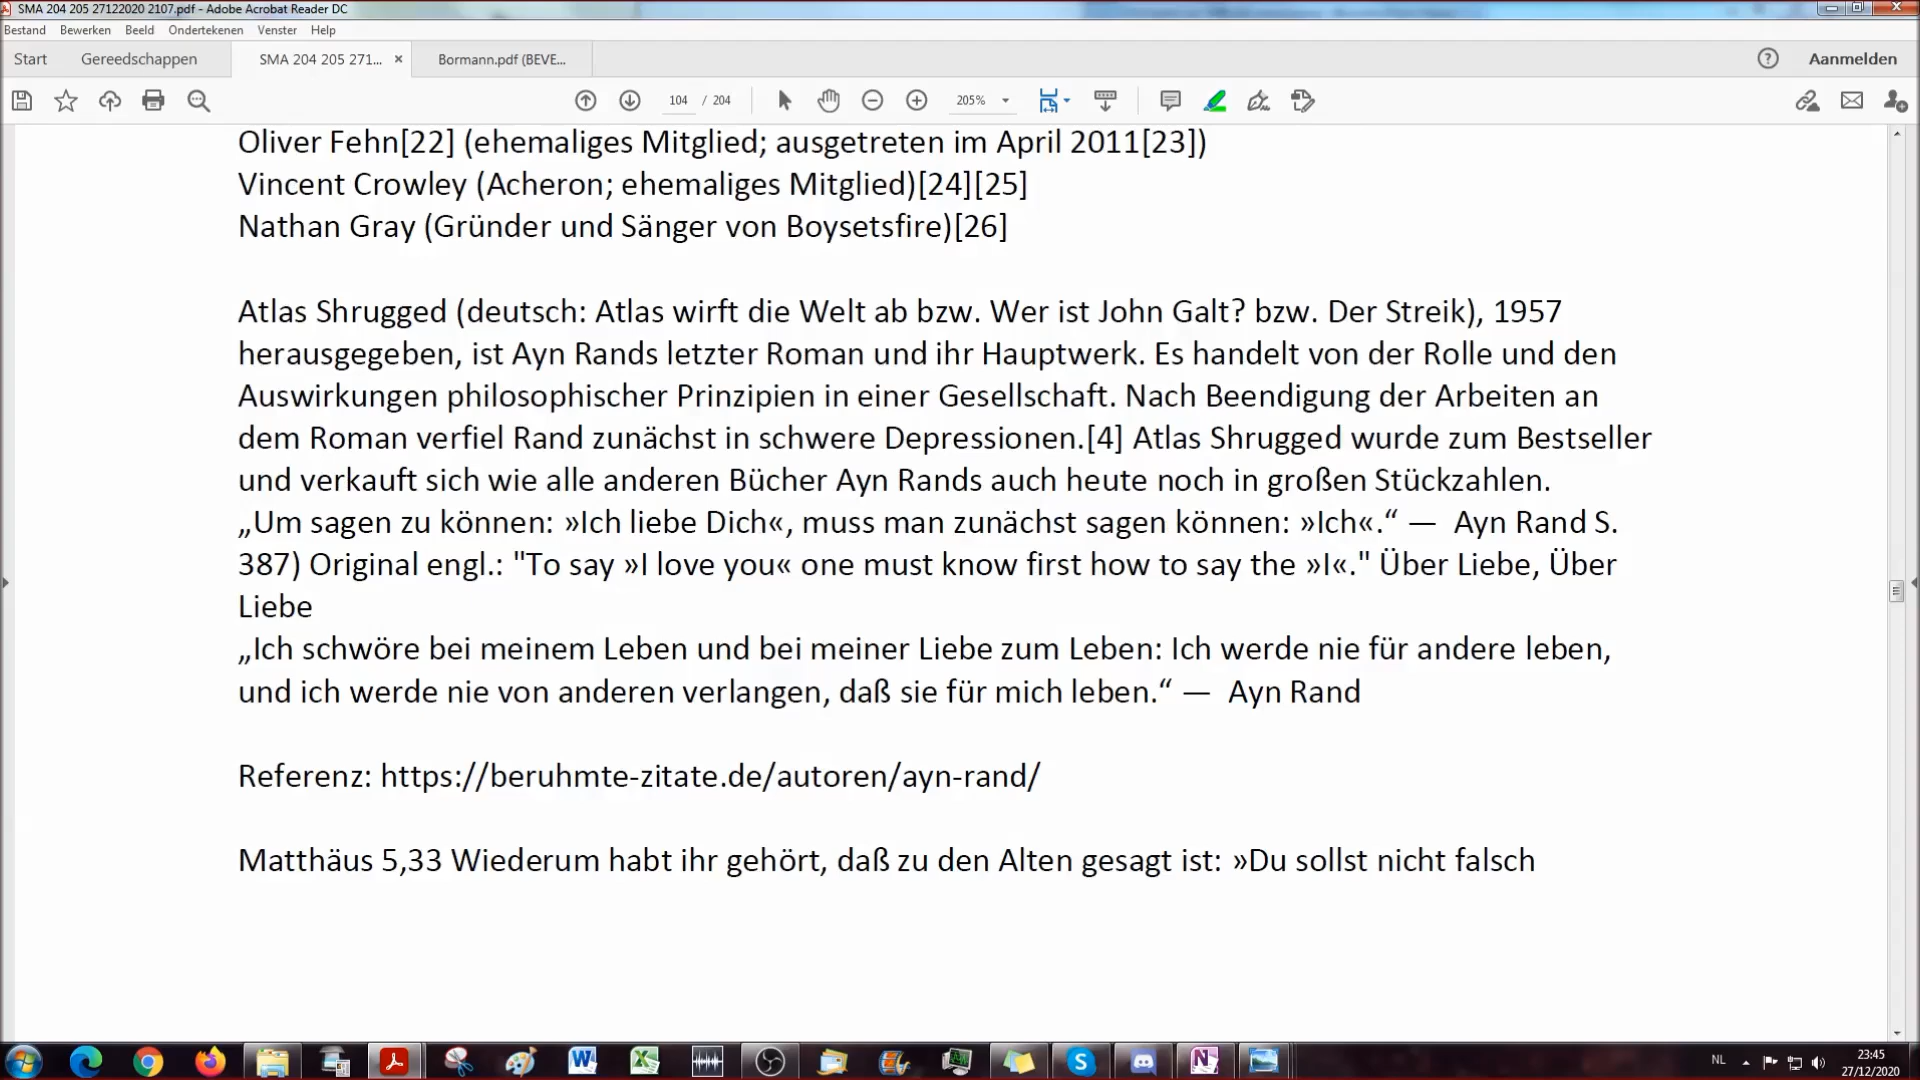 SMA 204 205 27122020 2107.pdf - Adobe Acrobat Reader DC
Bestand Bewerken Beeld Ondertekenen Venster Help
Start Gereedschappen SMA 204 205 271... × Bormann.pdf (BEVE... Aanmelden
104 / 204 205%
Oliver Fehn[22] (ehemaliges Mitglied; ausgetreten im April 2011[23])
Vincent Crowley (Acheron; ehemaliges Mitglied)[24][25]
Nathan Gray (Gründer und Sänger von Boysetsfire)[26]
Atlas Shrugged (deutsch: Atlas wirft die Welt ab bzw. Wer ist John Galt? bzw. Der Streik), 1957
herausgegeben, ist Ayn Rands letzter Roman und ihr Hauptwerk. Es handelt von der Rolle und den
Auswirkungen philosophischer Prinzipien in einer Gesellschaft. Nach Beendigung der Arbeiten an
dem Roman verfiel Rand zunächst in schwere Depressionen.[4] Atlas Shrugged wurde zum Bestseller
und verkauft sich wie alle anderen Bücher Ayn Rands auch heute noch in großen Stückzahlen.
„Um sagen zu können: »Ich liebe Dich«, muss man zunächst sagen können: »Ich«.“ — Ayn Rand S.
387) Original engl.: "To say »I love you« one must know first how to say the »I«." Über Liebe, Über
Liebe
„Ich schwöre bei meinem Leben und bei meiner Liebe zum Leben: Ich werde nie für andere leben,
und ich werde nie von anderen verlangen, daß sie für mich leben.“ — Ayn Rand
Referenz: https://beruhmte-zitate.de/autoren/ayn-rand/
Matthäus 5,33 Wiederum habt ihr gehört, daß zu den Alten gesagt ist: »Du sollst nicht falsch
NL 23:45
27/12/2020